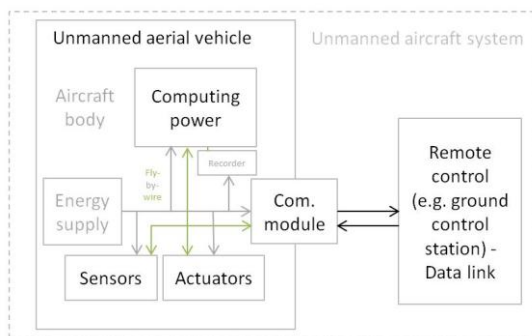 Unmanned aerial vehicle
Unmanned aircraft system
Aircraft
body
Computing
power
Fly-
by-
wire
Recorder
Energy
supply
Com.
module
Sensors
Actuators
Remote
control
(e.g. ground
control
station) -
Data link